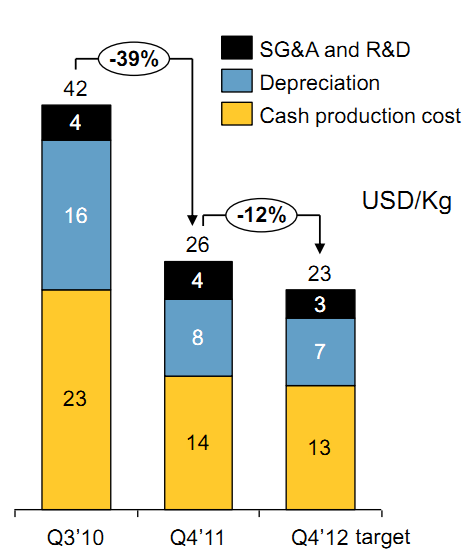 -39%
SG&A and R&D
Depreciation
Cash production cost
42
4
16
23
USD/Kg
-12%
26
4
8
14
23
3
7
13
Q3’10
Q4’11
Q4’12 target